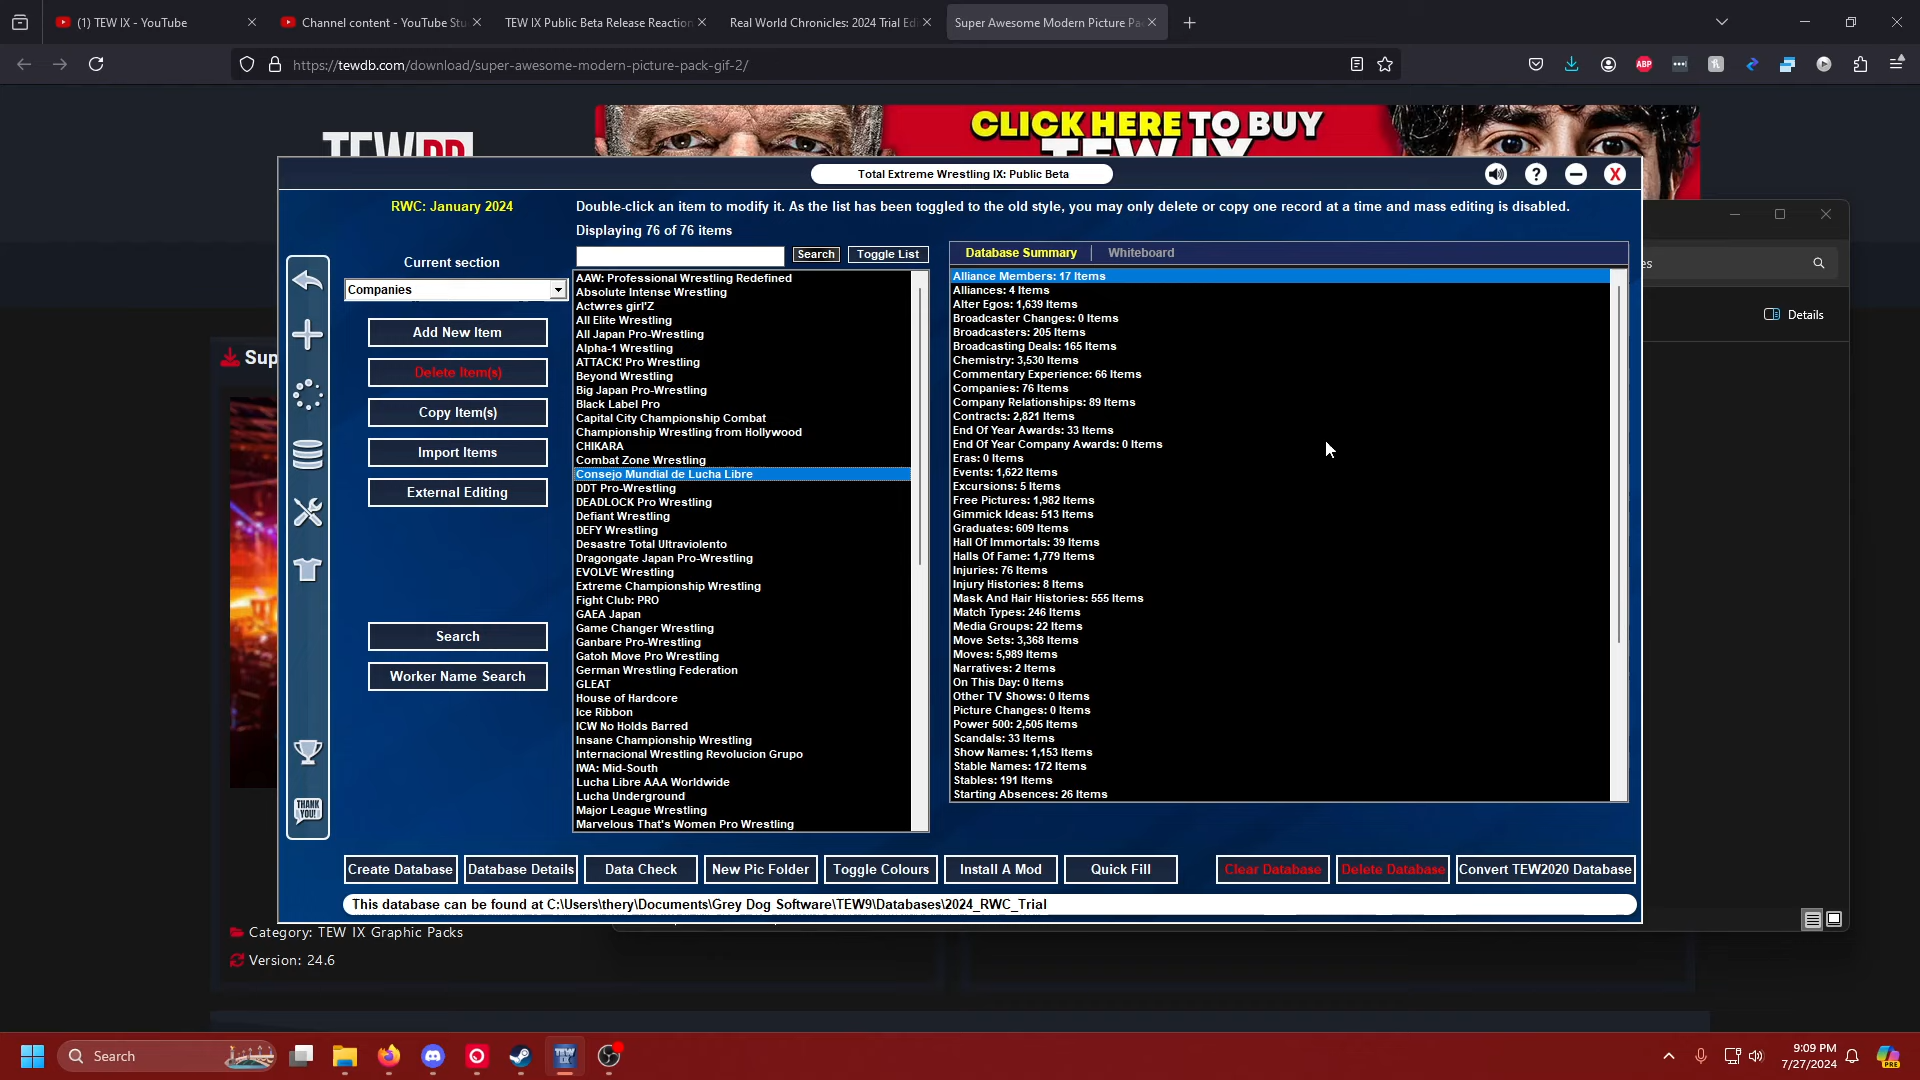 (1) TEW IX - YouTube
Channel content - YouTube Stu
TEW IX Public Beta Release Reaction
Real World Chronicles: 2024 Trial Edi
Super Awesome Modern Picture Pa
https://tewdb.com/download/super-awesome-modern-picture-pack-gif-2/
ABP
TEWDB
CLICK HERE TO BUY
TEW IX
Total Extreme Wrestling IX: Public Beta
? X
RWC: January 2024
Double-click an item to modify it. As the list has been toggled to the old style, you may only delete or copy one record at a time and mass editing is disabled.
Displaying 76 of 76 items
Search
Toggle List
Database Summary
Whiteboard
Current section
Companies
Add New Item
Delete Item(s)
Copy Item(s)
Import Items
External Editing
Search
Worker Name Search
THANK YOU!
AAW: Professional Wrestling Redefined
Absolute Intense Wrestling
Actwres girl'Z
All Elite Wrestling
All Japan Pro-Wrestling
Alpha-1 Wrestling
ATTACK! Pro Wrestling
Beyond Wrestling
Big Japan Pro-Wrestling
Black Label Pro
Capital City Championship Combat
Championship Wrestling from Hollywood
CHIKARA
Combat Zone Wrestling
Consejo Mundial de Lucha Libre
DDT Pro-Wrestling
DEADLOCK Pro Wrestling
Defiant Wrestling
DEFY Wrestling
Desastre Total Ultraviolento
Dragongate Japan Pro-Wrestling
EVOLVE Wrestling
Extreme Championship Wrestling
Fight Club: PRO
GAEA Japan
Game Changer Wrestling
Ganbare Pro-Wrestling
Gatoh Move Pro Wrestling
German Wrestling Federation
GLEAT
House of Hardcore
Ice Ribbon
ICW No Holds Barred
Insane Championship Wrestling
Internacional Wrestling Revolucion Grupo
IWA: Mid-South
Lucha Libre AAA Worldwide
Lucha Underground
Major League Wrestling
Marvelous That's Women Pro Wrestling
Alliance Members: 17 Items
Alliances: 4 Items
Alter Egos: 1,639 Items
Broadcaster Changes: 0 Items
Broadcasters: 205 Items
Broadcasting Deals: 165 Items
Chemistry: 3,530 Items
Commentary Experience: 66 Items
Companies: 76 Items
Company Relationships: 89 Items
Contracts: 2,821 Items
End Of Year Awards: 33 Items
End Of Year Company Awards: 0 Items
Eras: 0 Items
Events: 1,622 Items
Excursions: 5 Items
Free Pictures: 1,982 Items
Gimmick Ideas: 513 Items
Graduates: 609 Items
Hall Of Immortals: 39 Items
Halls Of Fame: 1,779 Items
Injuries: 76 Items
Injury Histories: 8 Items
Mask And Hair Histories: 555 Items
Match Types: 246 Items
Media Groups: 22 Items
Move Sets: 3,368 Items
Moves: 5,989 Items
Narratives: 2 Items
On This Day: 0 Items
Other TV Shows: 0 Items
Picture Changes: 0 Items
Power 500: 2,505 Items
Scandals: 33 Items
Show Names: 1,153 Items
Stable Names: 172 Items
Stables: 191 Items
Starting Absences: 26 Items
Create Database
Database Details
Data Check
New Pic Folder
Toggle Colours
Install A Mod
Quick Fill
Clear Database
Delete Database
Convert TEW2020 Database
This database can be found at C:\Users\thery\Documents\Grey Dog Software\TEW9\Databases\2024_RWC_Trial
es
Details
Sup
Category: TEW IX Graphic Packs
Version: 24.6
Search
TEW
9:09 PM
7/27/2024
PRE